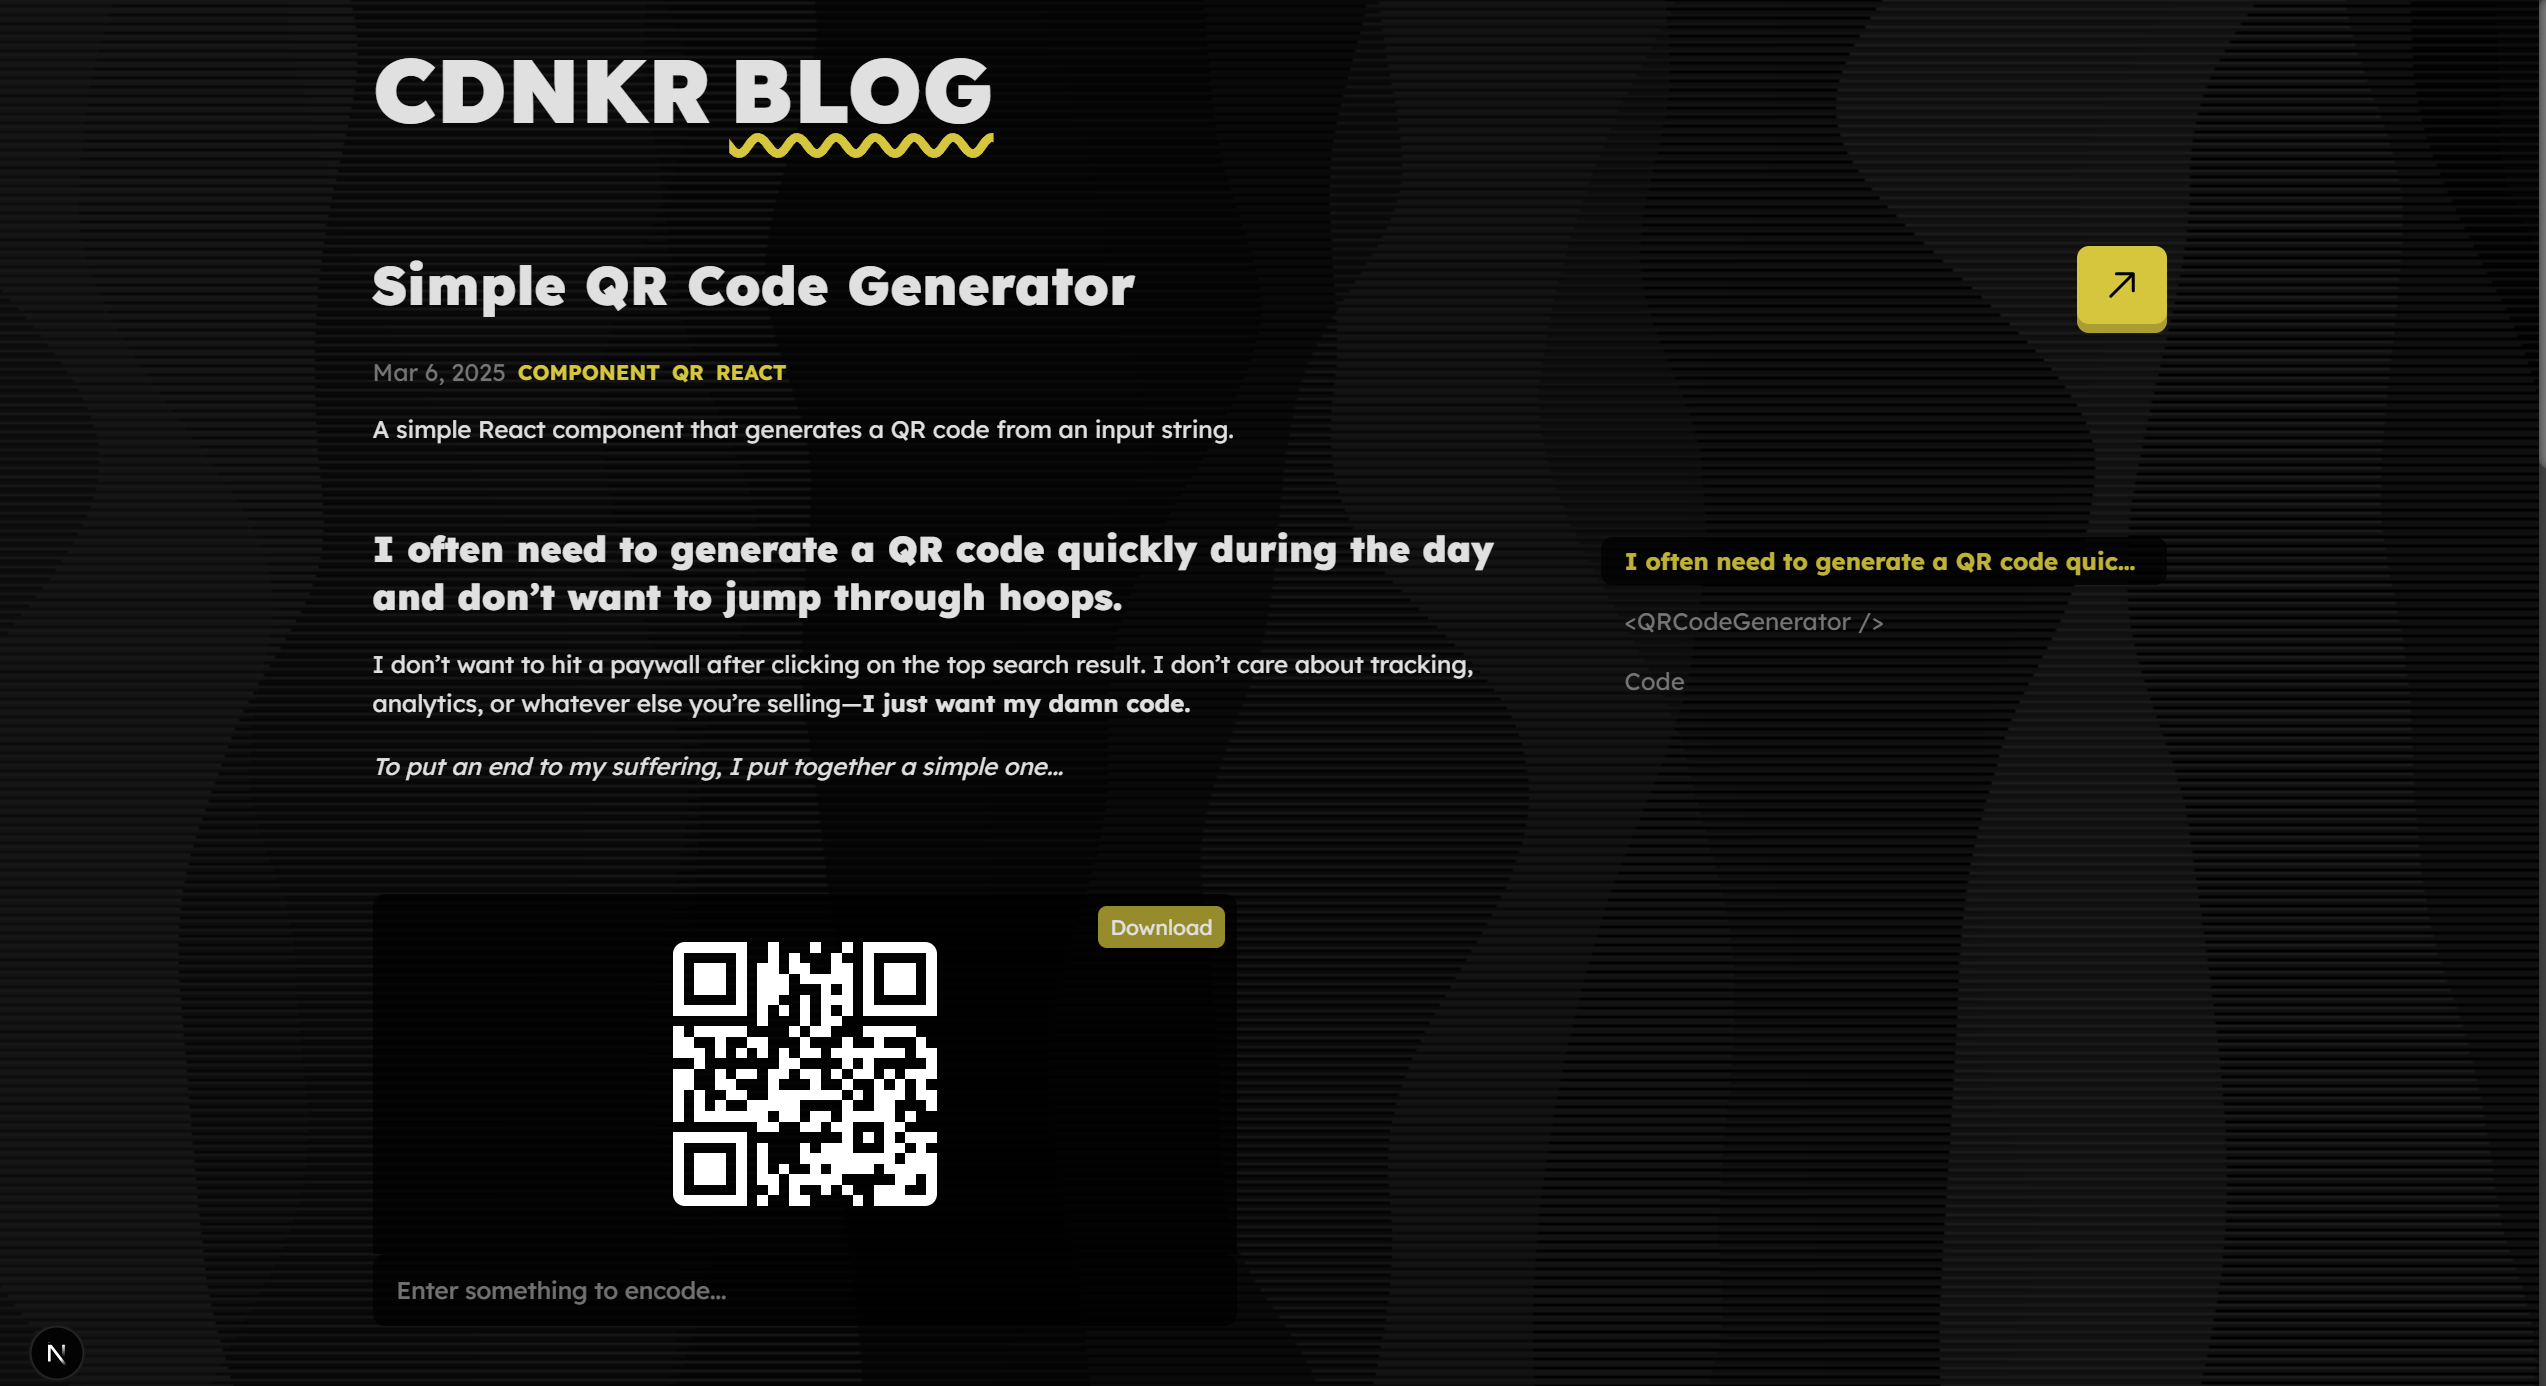 CDNKR BLOG
Simple QR Code Generator
Mar 6, 2025 COMPONENT QR REACT
A simple React component that generates a QR code from an input string.
I often need to generate a QR code quickly during the day
and don’t want to jump through hoops.
I don’t want to hit a paywall after clicking on the top search result. I don’t care about tracking,
analytics, or whatever else you’re selling—I just want my damn code.
To put an end to my suffering, I put together a simple one…
I often need to generate a QR code quic...
<QRCodeGenerator />
Code
Download
Enter something to encode...
N